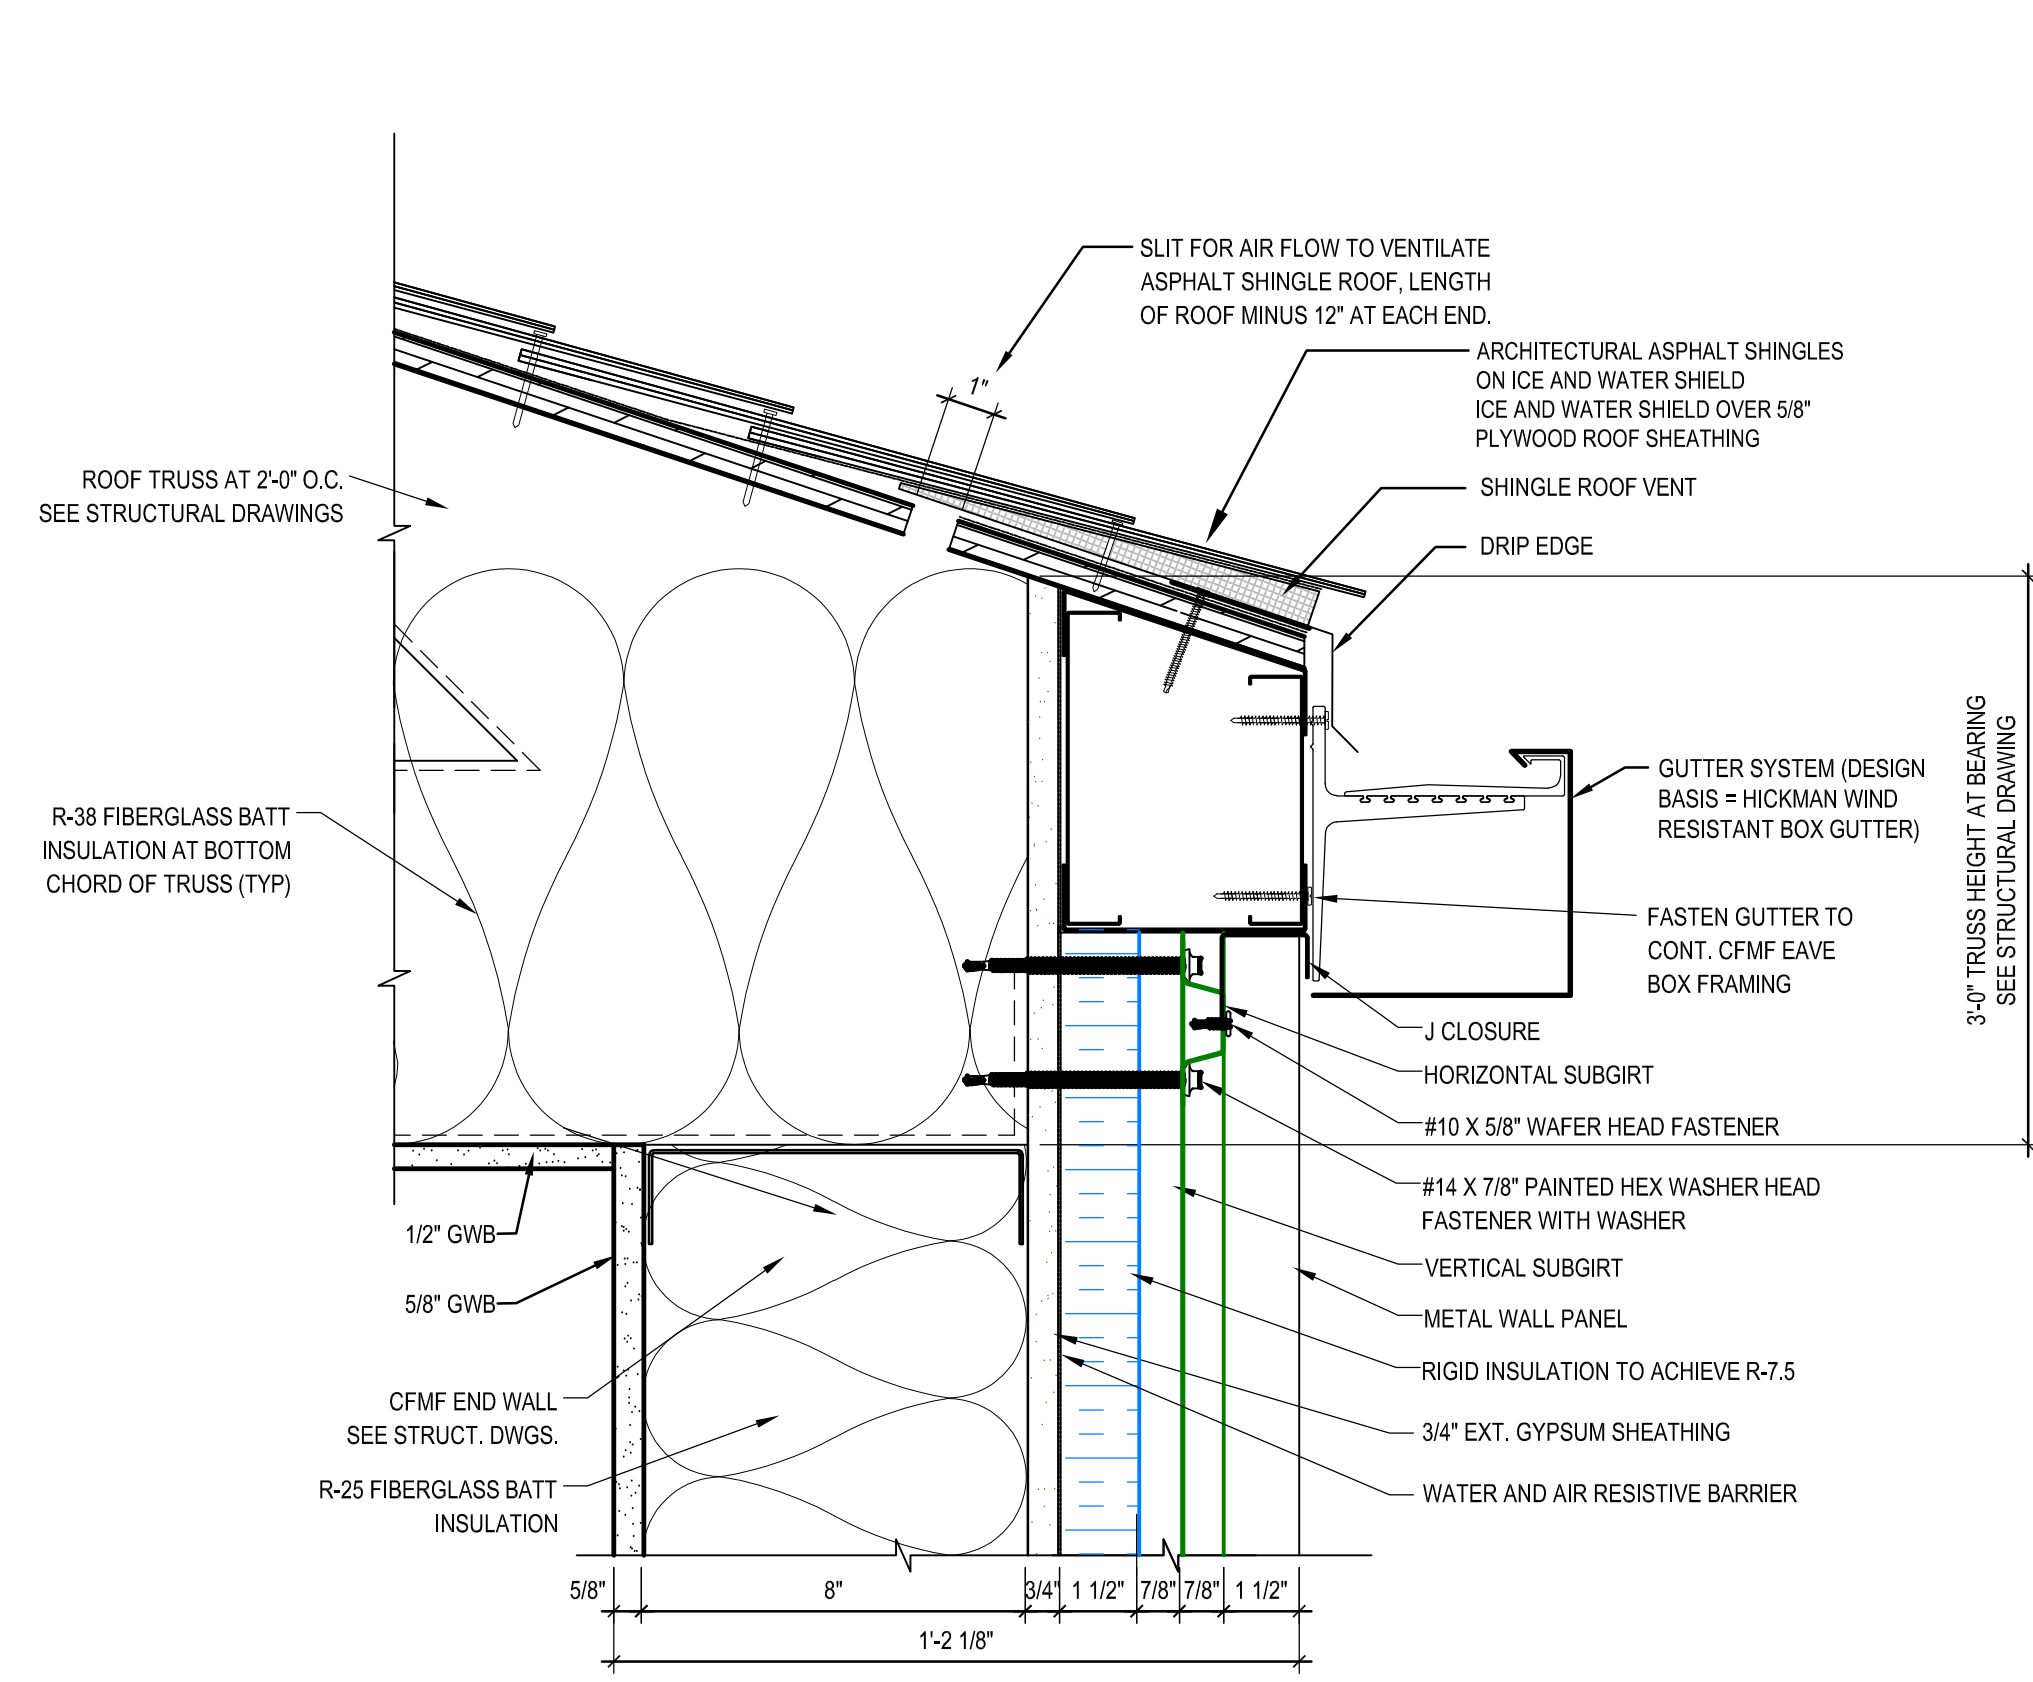 SLIT FOR AIR FLOW TO VENTILATE
ASPHALT SHINGLE ROOF, LENGTH
OF ROOF MINUS 12" AT EACH END.
1"
ARCHITECTURAL ASPHALT SHINGLES
ON ICE AND WATER SHIELD
ICE AND WATER SHIELD OVER 5/8"
PLYWOOD ROOF SHEATHING
SHINGLE ROOF VENT
DRIP EDGE
ROOF TRUSS AT 2'-0" O.C.
SEE STRUCTURAL DRAWINGS
R-38 FIBERGLASS BATT
INSULATION AT BOTTOM
CHORD OF TRUSS (TYP)
GUTTER SYSTEM (DESIGN
BASIS = HICKMAN WIND
RESISTANT BOX GUTTER)
3'-0" TRUSS HEIGHT AT BEARING
SEE STRUCTURAL DRAWING
FASTEN GUTTER TO
CONT. CFMF EAVE
BOX FRAMING
J CLOSURE
HORIZONTAL SUBGIRT
#10 X 5/8" WAFER HEAD FASTENER
#14 X 7/8" PAINTED HEX WASHER HEAD
FASTENER WITH WASHER
VERTICAL SUBGIRT
METAL WALL PANEL
RIGID INSULATION TO ACHIEVE R-7.5
3/4" EXT. GYPSUM SHEATHING
WATER AND AIR RESISTIVE BARRIER
1/2" GWB
5/8" GWB
CFMF END WALL
SEE STRUCT. DWGS.
R-25 FIBERGLASS BATT
INSULATION
5/8" 8" 3/4" 1 1/2" 7/8" 7/8" 1 1/2"
1'-2 1/8"